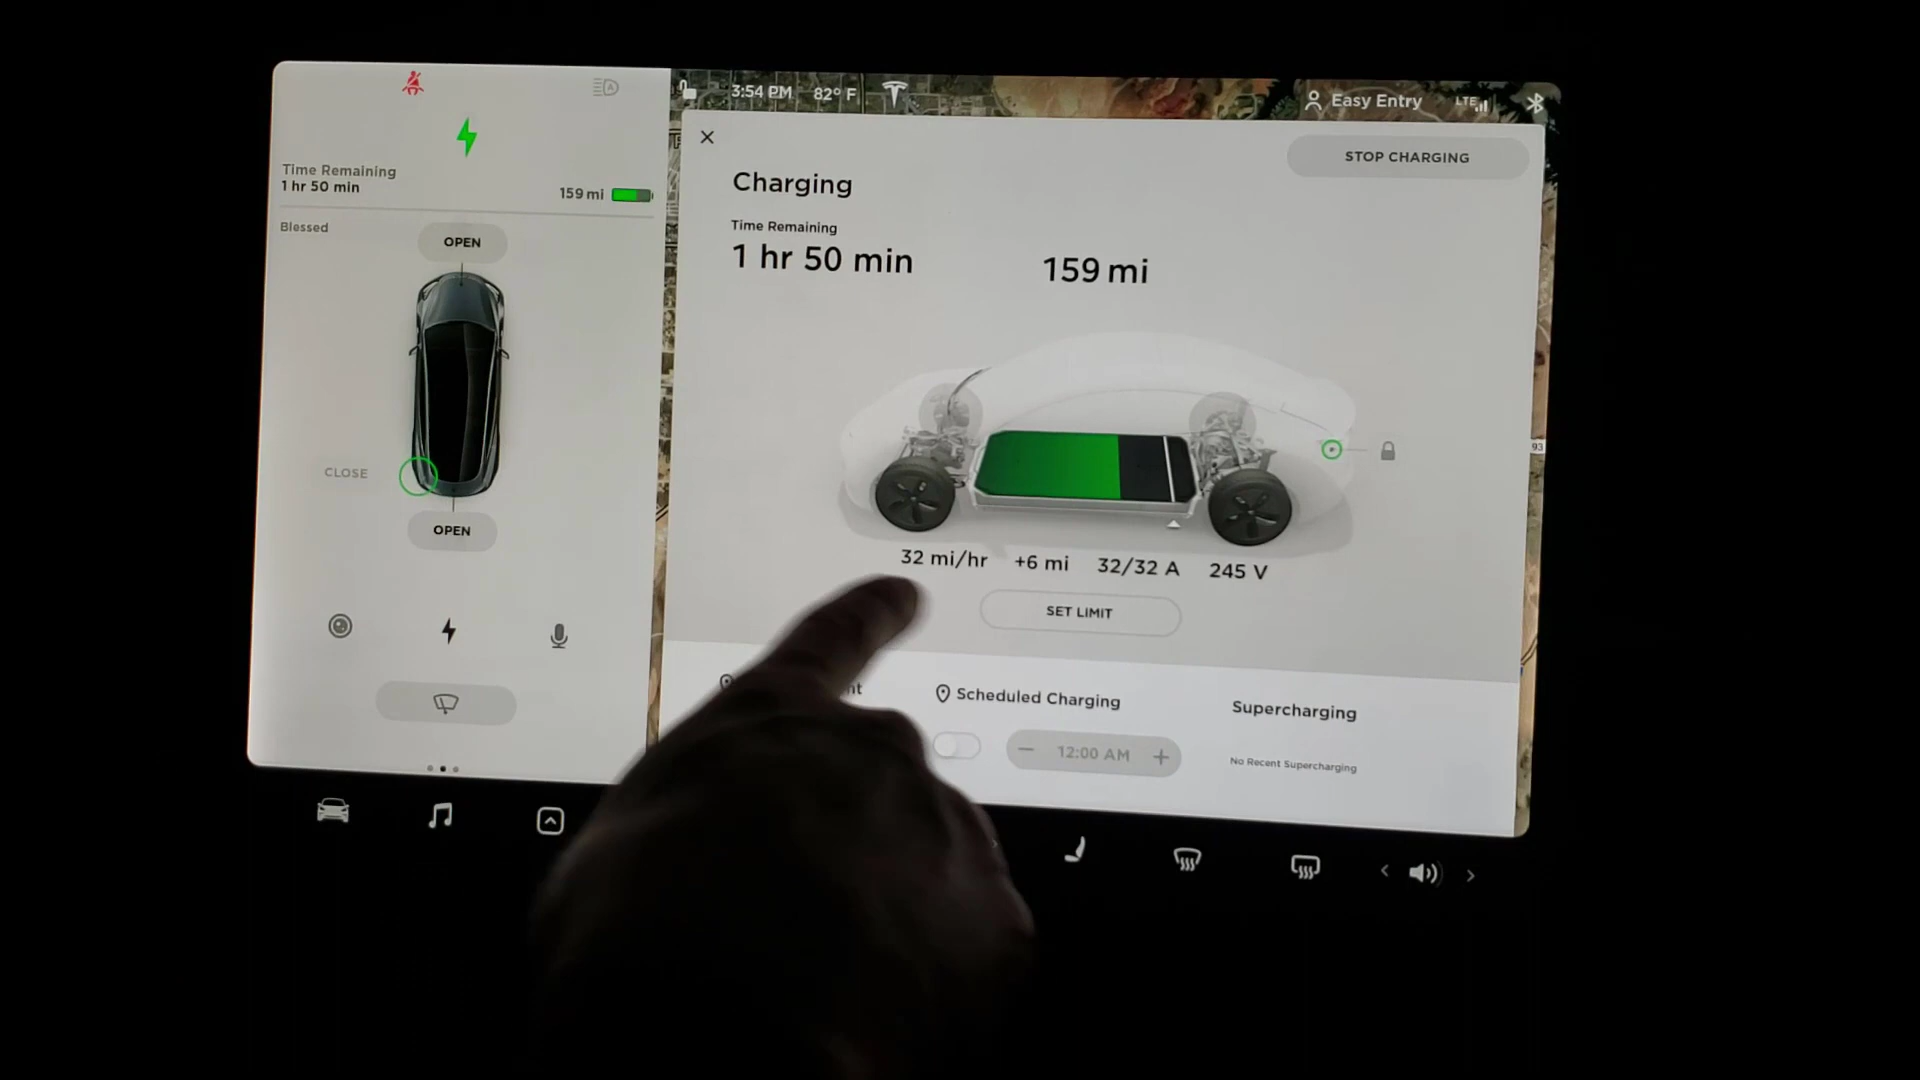 3:54 PM 82° F
Easy Entry LTE
Time Remaining
1 hr 50 min
159 mi
Blessed
OPEN
CLOSE
OPEN
STOP CHARGING
Charging
Time Remaining
1 hr 50 min
159 mi
93
32 mi/hr +6 mi 32/32 A 245 V
SET LIMIT
Scheduled Charging
12:00 AM
Supercharging
No Recent Supercharging